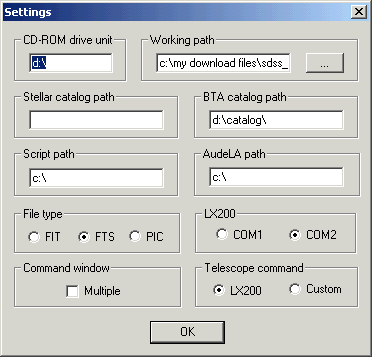 Settings
CD-ROM drive unit
Working path
d:\
c:\my download files\sdss_
...
Stellar catalog path
BTA catalog path
d:\catalog\
Script path
AudeLA path
c:\
c:\
File type
LX200
FIT FTS PIC
COM1 COM2
Command window
Telescope command
Multiple
LX200 Custom
OK